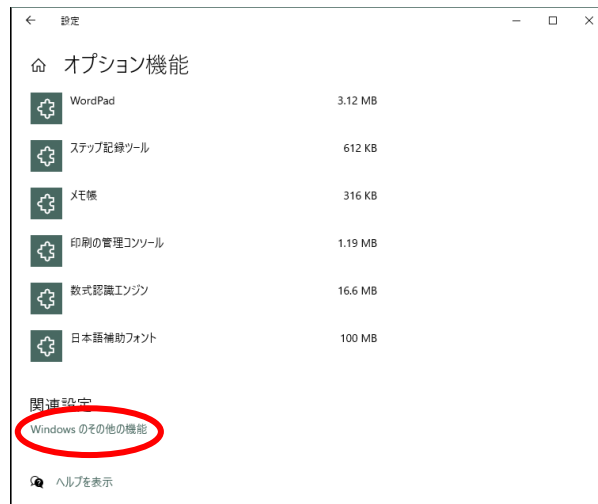 設定
オプション機能
WordPad 3.12 MB
ステップ記録ツール 612 KB
メモ帳 316 KB
印刷の管理コンソール 1.19 MB
数式認識エンジン 16.6 MB
日本語補助フォント 100 MB
関連設定
Windows のその他の機能
ヘルプを表示